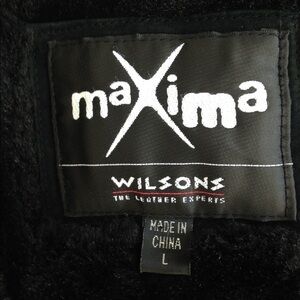 maXima
WILSONS
THE LEATHER EXPERTS
MADE IN
CHINA
L